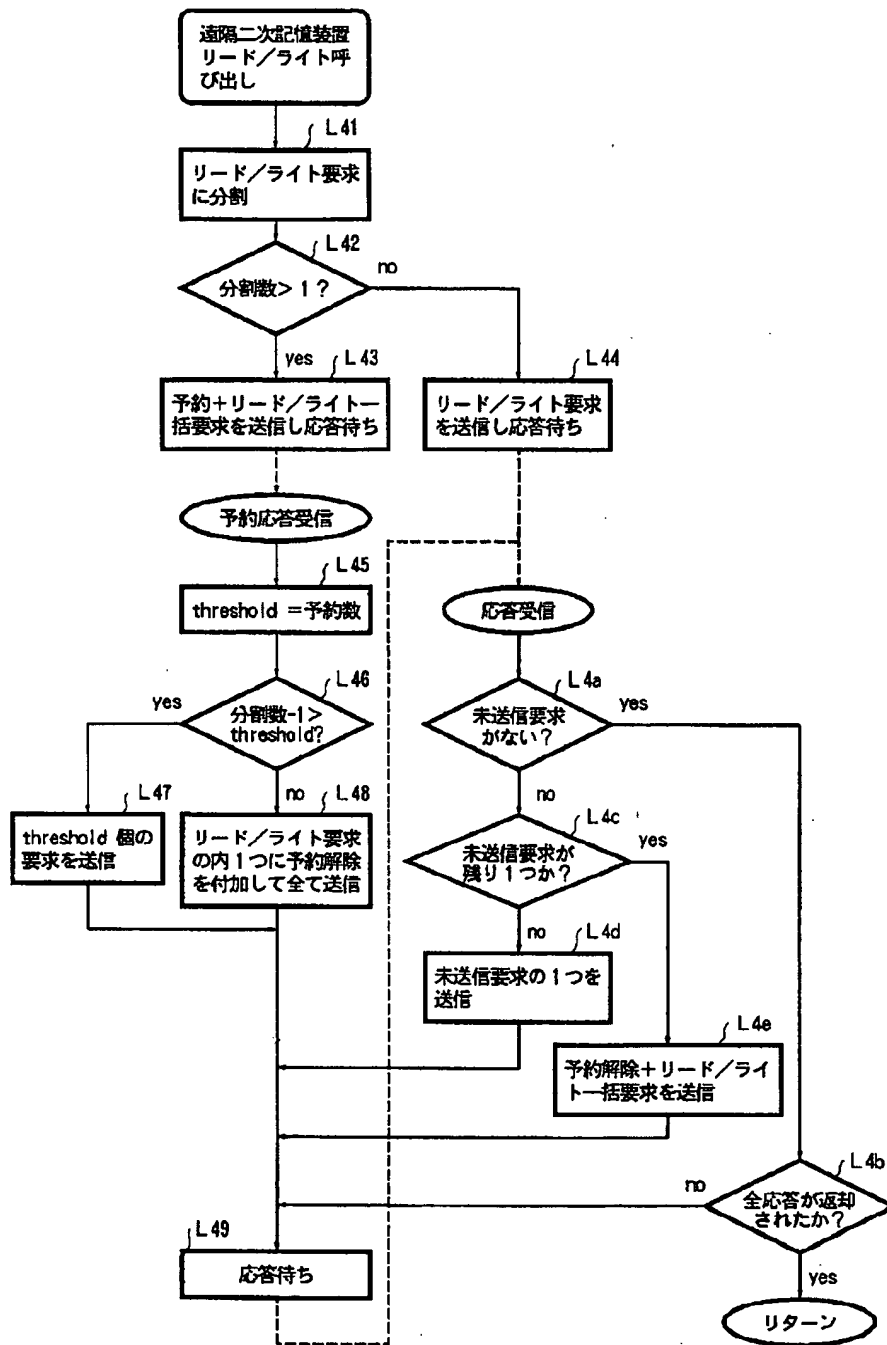 遠隔二次記憶装置
リード／ライト呼
び出し
L41
リード／ライト要求
に分割
L42
分割数＞1？
no
yes
L43
予約＋リード／ライト一
括要求を送信し応答待ち
L44
リード／ライト要求
を送信し応答待ち
予約応答受信
L45
threshold ＝予約数
応答受信
L46
yes
分割数-1＞
threshold?
L4a
未送信要求
がない？
yes
L47
threshold 個の
要求を送信
no
L48
リード／ライト要求
の内1つに予約解除
を付加して全て送信
no
L4c
未送信要求が
残り1つか？
yes
no
L4d
未送信要求の1つを
送信
L4e
予約解除＋リード／ライ
ト一括要求を送信
L4b
no
全応答が返却
されたか？
L49
応答待ち
yes
リターン